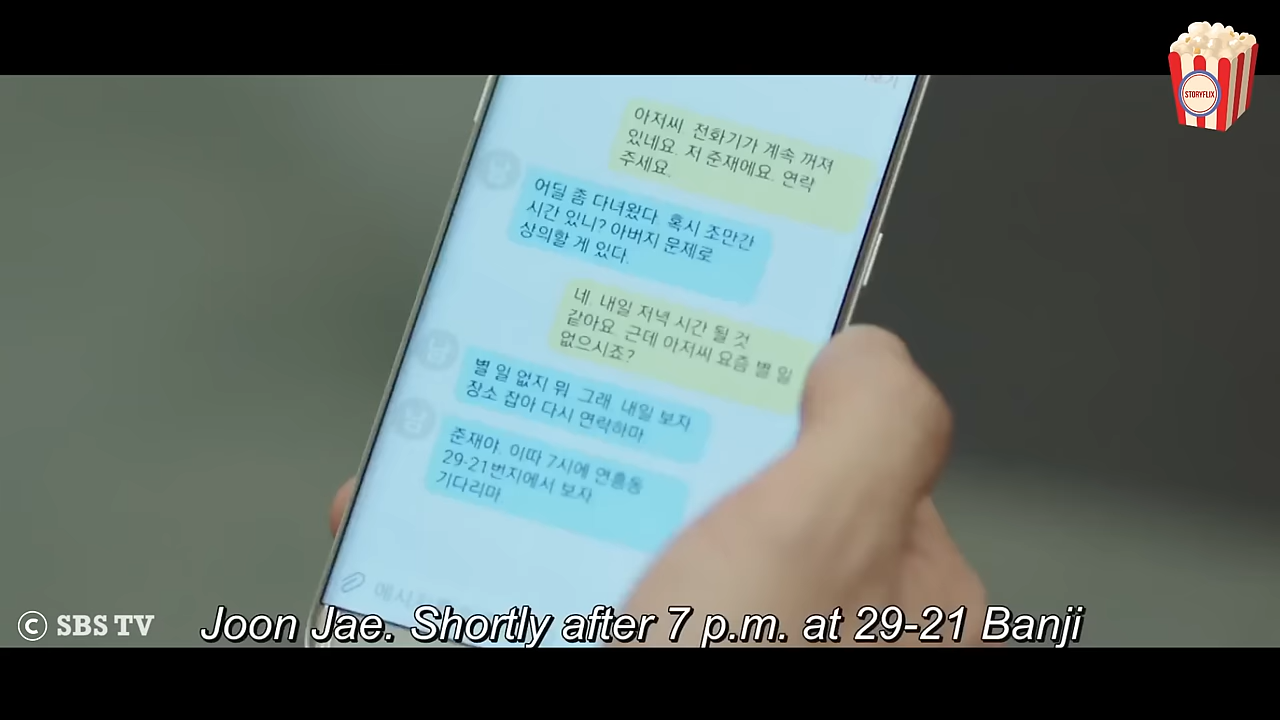 STORYFLIX
아저씨. 전화기가 계속 꺼져
있네요. 저 준재에요. 연락
주세요.
어딜 좀 다녀왔다. 혹시 조만간
시간 있니? 아버지 문제로
상의할 게 있다.
네. 내일 저녁 시간 될 것
같아요. 근데 아저씨 요즘 별 일
없으시죠?
별 일 없지 뭐. 그래. 내일 보자
장소 잡아 다시 연락하마
준재야. 이따 7시에 연흥동
29-21번지에서 보자
기다리마
© SBS TV
Joon Jae. Shortly after 7 p.m. at 29-21 Banji